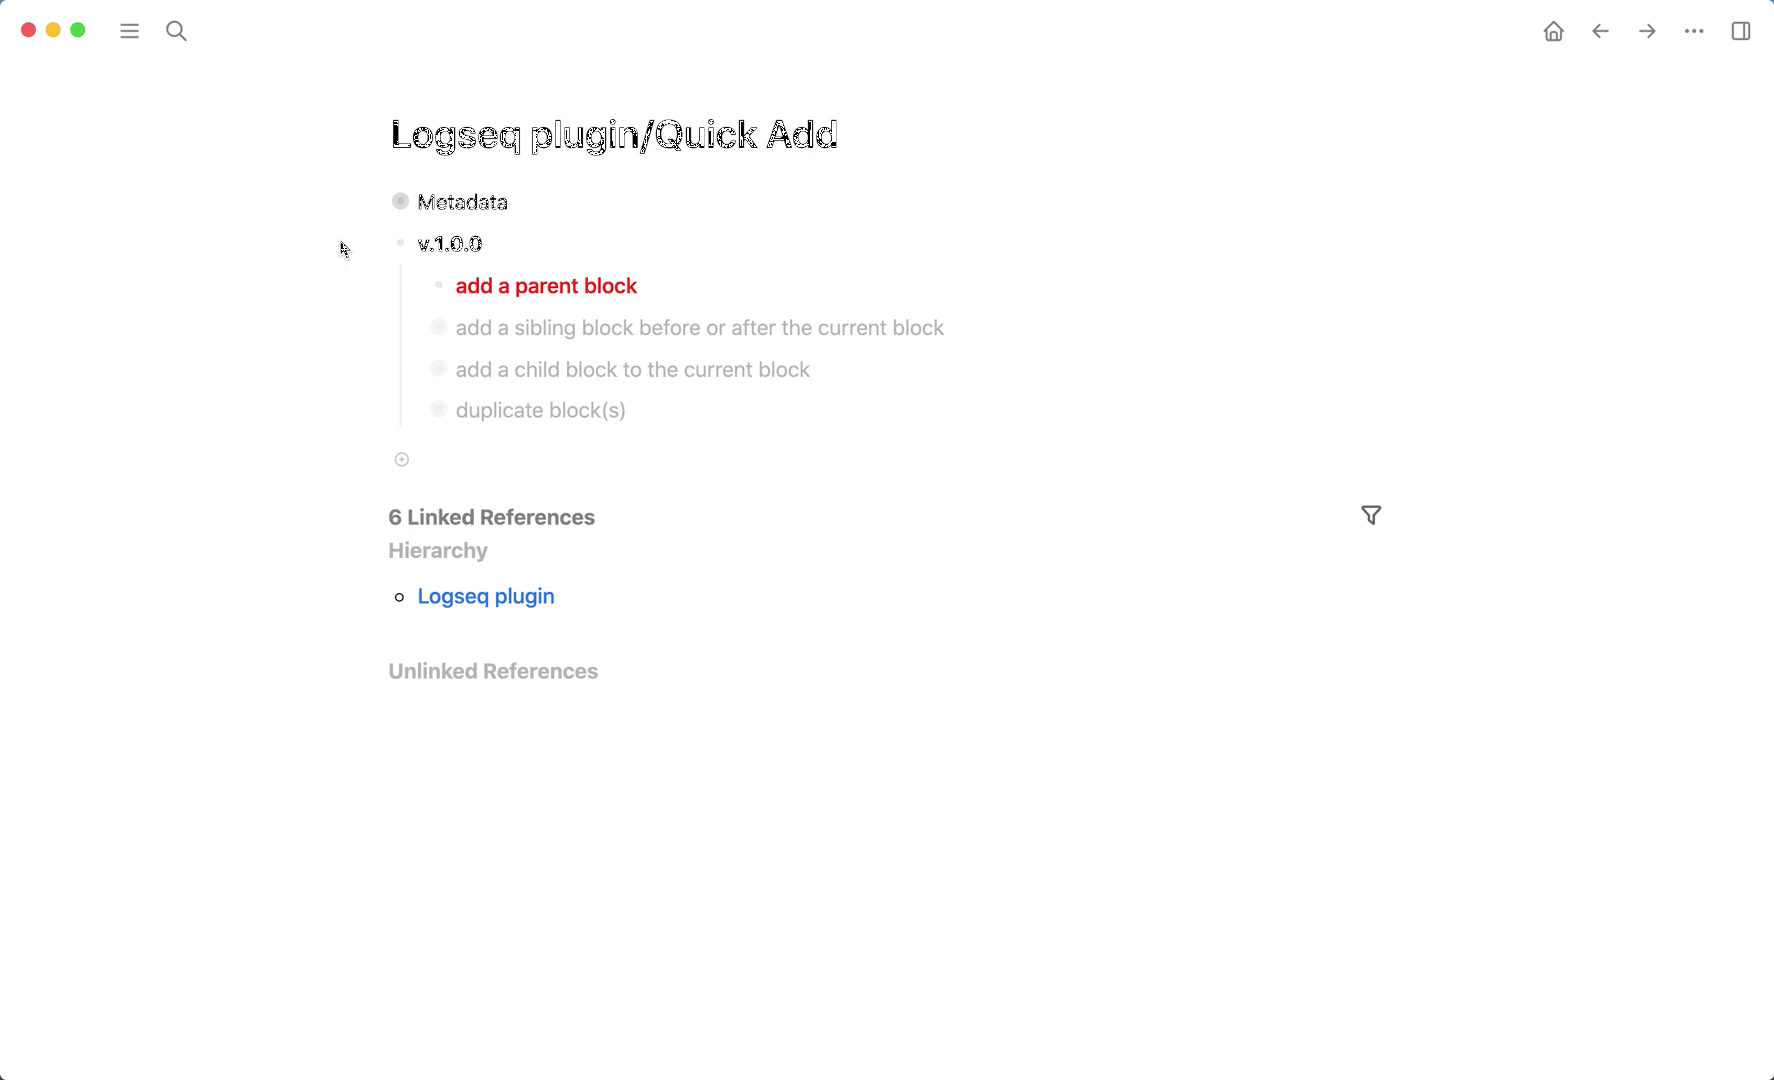 Logseq plugin/Quick Add
Metadata
v.1.0.0
add a parent block
add a sibling block before or after the current block
add a child block to the current block
duplicate block(s)
6 Linked References
Hierarchy
Logseq plugin
Unlinked References